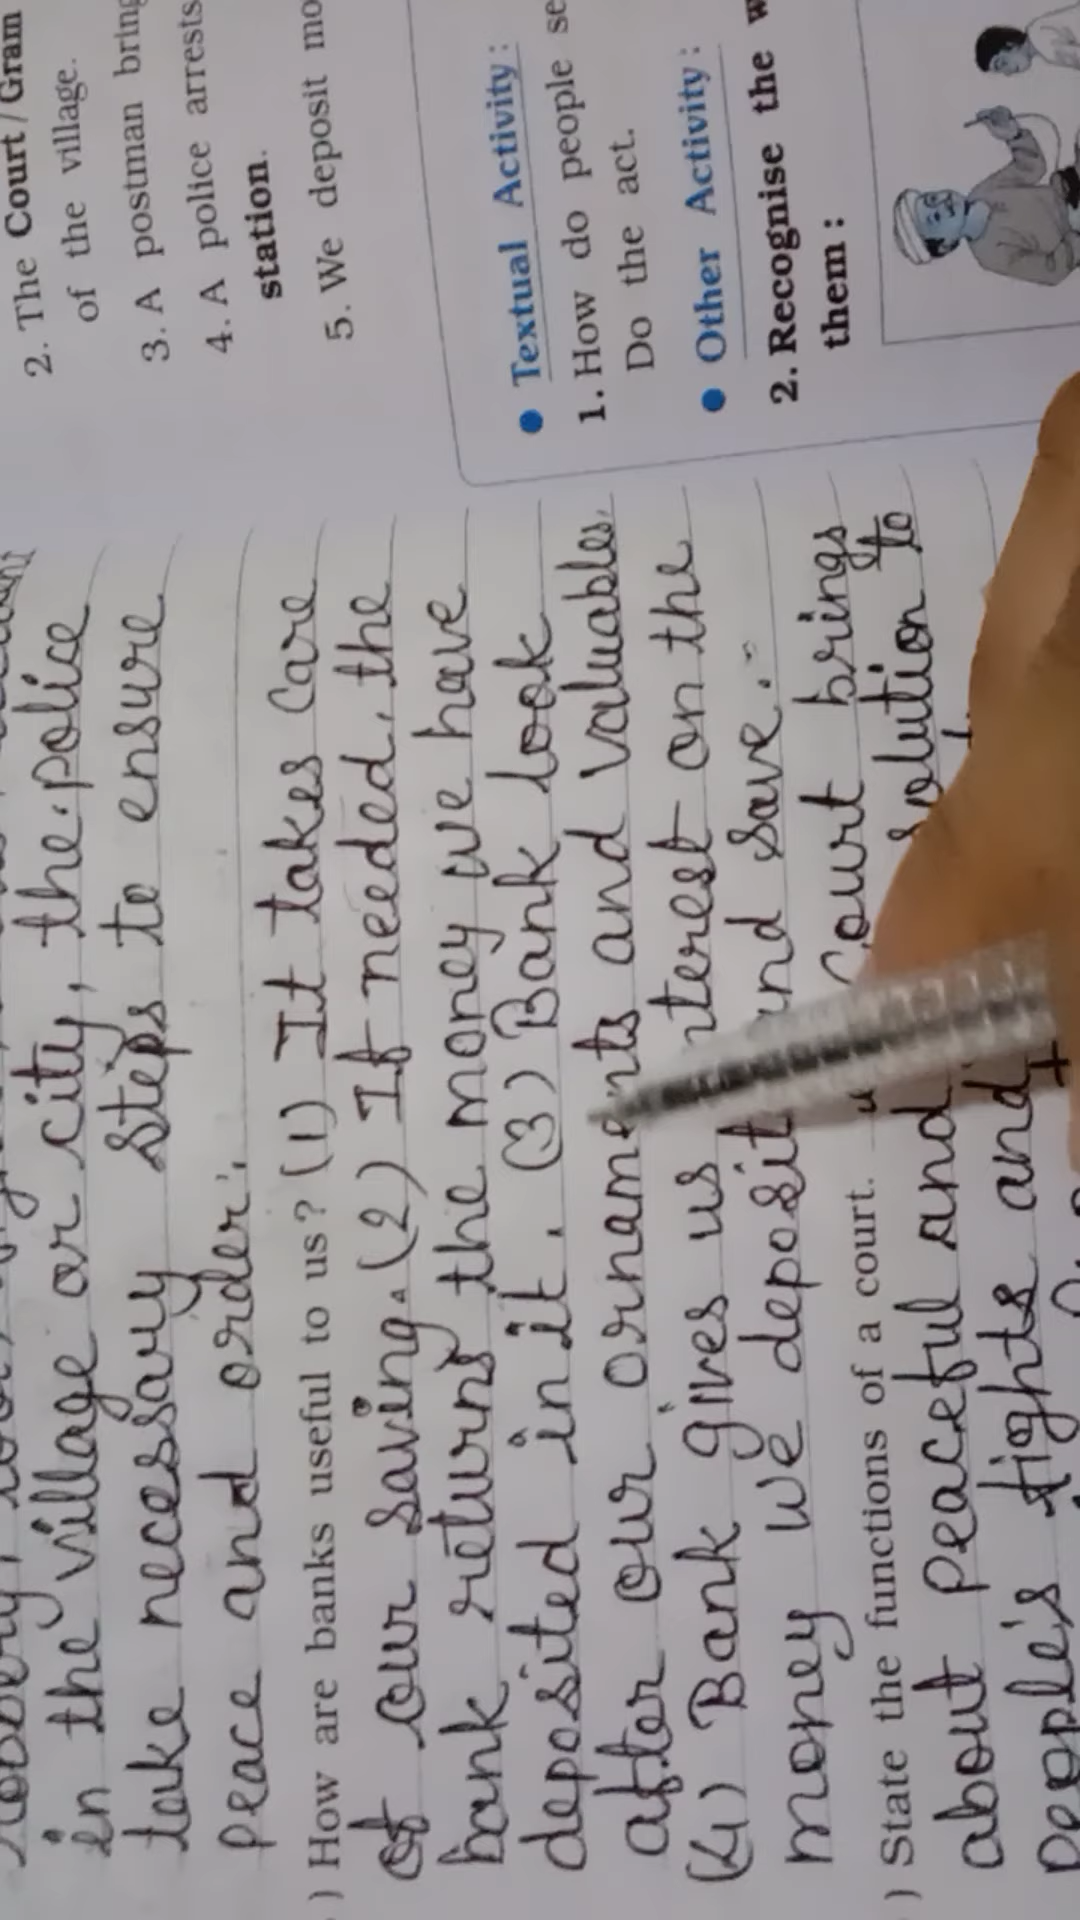 in the village or city, the police
take necessary steps to ensure
peace and order.
) How are banks useful to us? (1) It takes care
of our saving. (2) If needed, the
bank returns the money we have
deposited in it. (3) Bank look
after our ornaments and valuables.
(4) Bank gives us interest on the
money we deposit and save.
) State the functions of a court. Court brings
about peaceful and solution to
people's rights and
2. The Court / Gram
of the village.
3. A postman bring
4. A police arrests
station.
5. We deposit mo
● Textual Activity :
1. How do people se
Do the act.
● Other Activity :
2. Recognise the w
them :